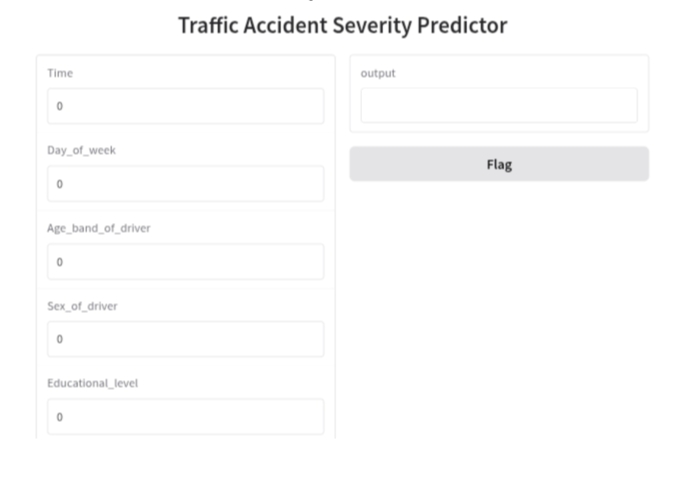 Traffic Accident Severity Predictor
Time
0
Day_of_week
0
Age_band_of_driver
0
Sex_of_driver
0
Educational_level
0
output
Flag